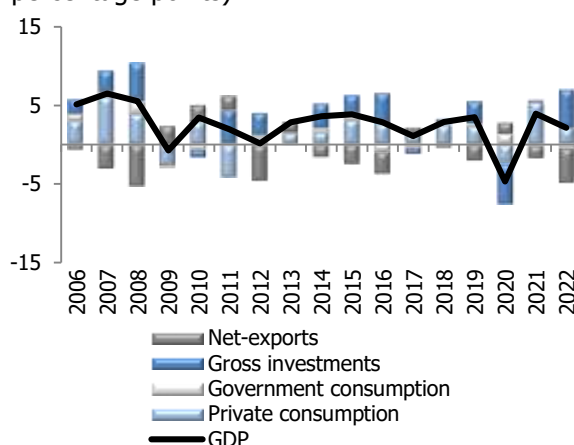 percentage points)
15
5
-5
-15
2006 2007 2008 2009 2010 2011 2012 2013 2014 2015 2016 2017 2018 2019 2020 2021 2022
Net-exports
Gross investments
Government consumption
Private consumption
GDP